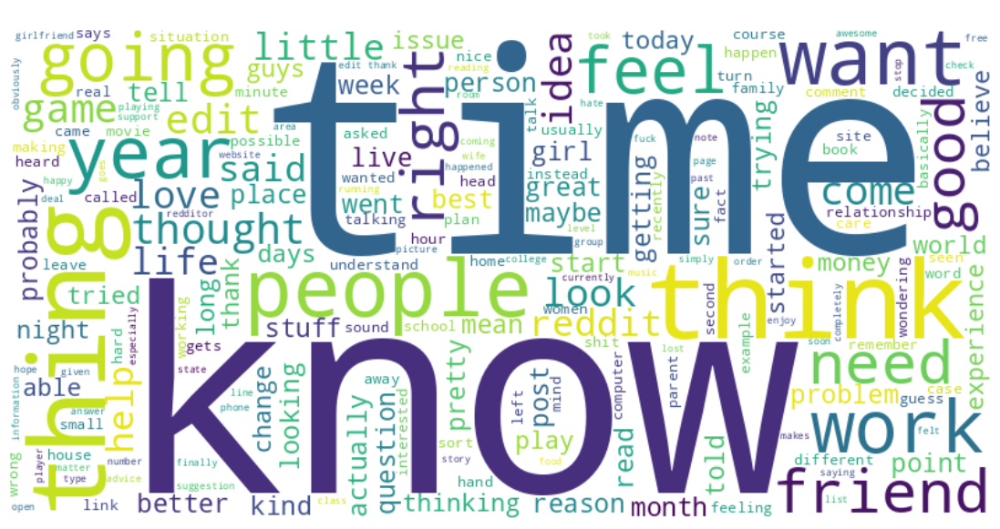 girlfriend
says
situation
little
issue
nice
idea
took
today
course
awesome
free
going
guys
edit thank
reading
happen
want
obviously
real
tell
minute
week
right
person
room
feel
turn
family
stop
check
comment
decided
game
playing
support
edit
area
time
talk
hate
usually
trying
believe
came
movie
possible
asked
coming
fuck
note
site
book
basically
good
making
heard
year
website
live
wife
girl
page
happy
goes
said
wanted
happened
instead
past
probably
deal
called
love
place
running
went
head
best
great
getting
recently
sure
fact
come
redditor
talking
plan
maybe
relationship
thing
thought
hour
level
group
care
life
days
picture
understand
home
college
start
simply
order
started
money
seen
world
leave
thank
long
people
currently
music
look
think
word
wondering
experience
tried
working
women
second
enjoy
completely
night
especially
hard
stuff
sound
school
mean
reddit
example
gets
know
shit
lost
soon
remember
hope
given
state
pretty
computer
parent
need
able
help
change
looking
away
left
post
mind
problem
guess
case
information
answer
small
line
phone
actually
question
interested
sort
play
makes
work
felt
wrong
player
house
matter
type
number
advice
finally
suggestion
story
food
read
told
different
point
hand
saying
list
friend
open
link
better
kind
class
thinking
reason
month
feeling